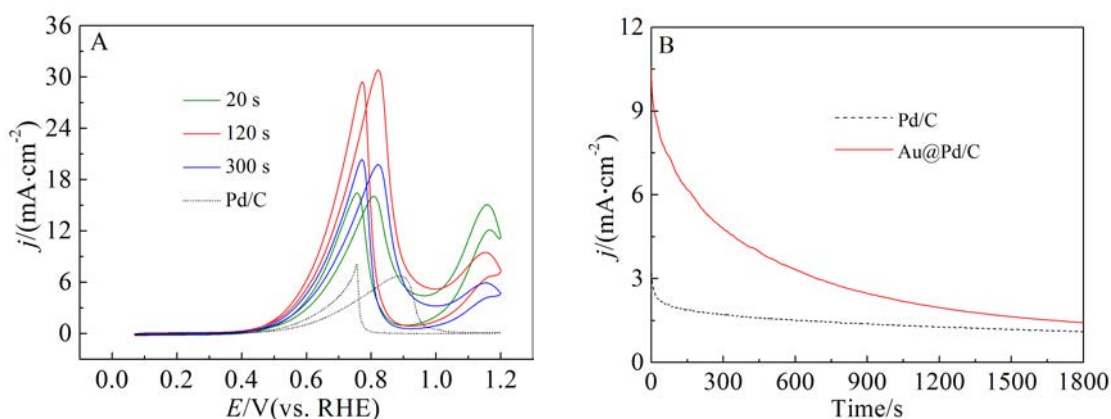 A
36
30
24
18
12
6
0
j/(mA·cm⁻²)
20 s
120 s
300 s
Pd/C
0.0 0.2 0.4 0.6 0.8 1.0 1.2
E/V(vs. RHE)
B
12
9
6
3
0
j/(mA·cm⁻²)
Pd/C
Au@Pd/C
0 300 600 900 1200 1500 1800
Time/s